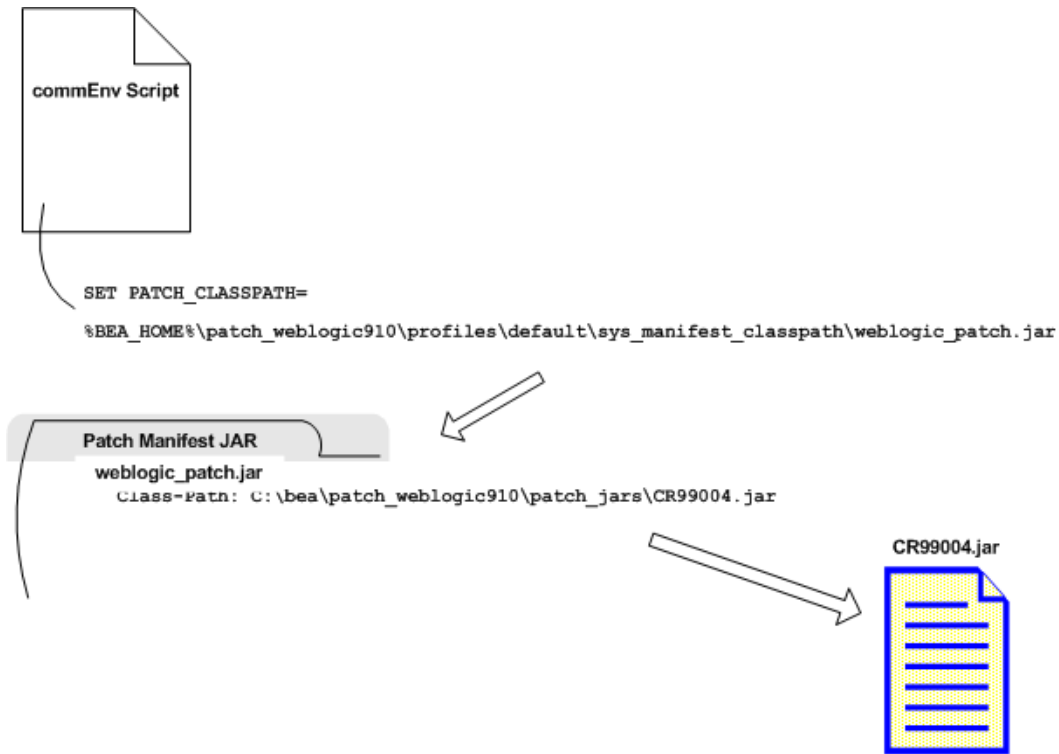 commEnv Script
SET PATCH_CLASSPATH=
%BEA_HOME%\patch_weblogic910\profiles\default\sys_manifest_classpath\weblogic_patch.jar
Patch Manifest JAR
weblogic_patch.jar
Class-Path: C:\bea\patch_weblogic910\patch_jars\CR99004.jar
CR99004.jar